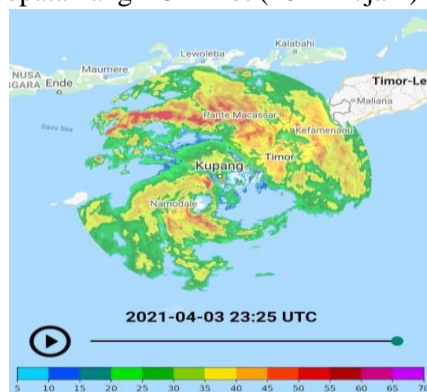 Kalabahi
Lewoleba
NUSA
GGARA
Maumere
Ende
Timor-Le
Maliana
Savu Sea
Pante Macassar
Kefamenanu
Timor
Kupang
Namodale
2021-04-03 23:25 UTC
5 10 15 20 25 30 35 40 45 50 55 60 65 70